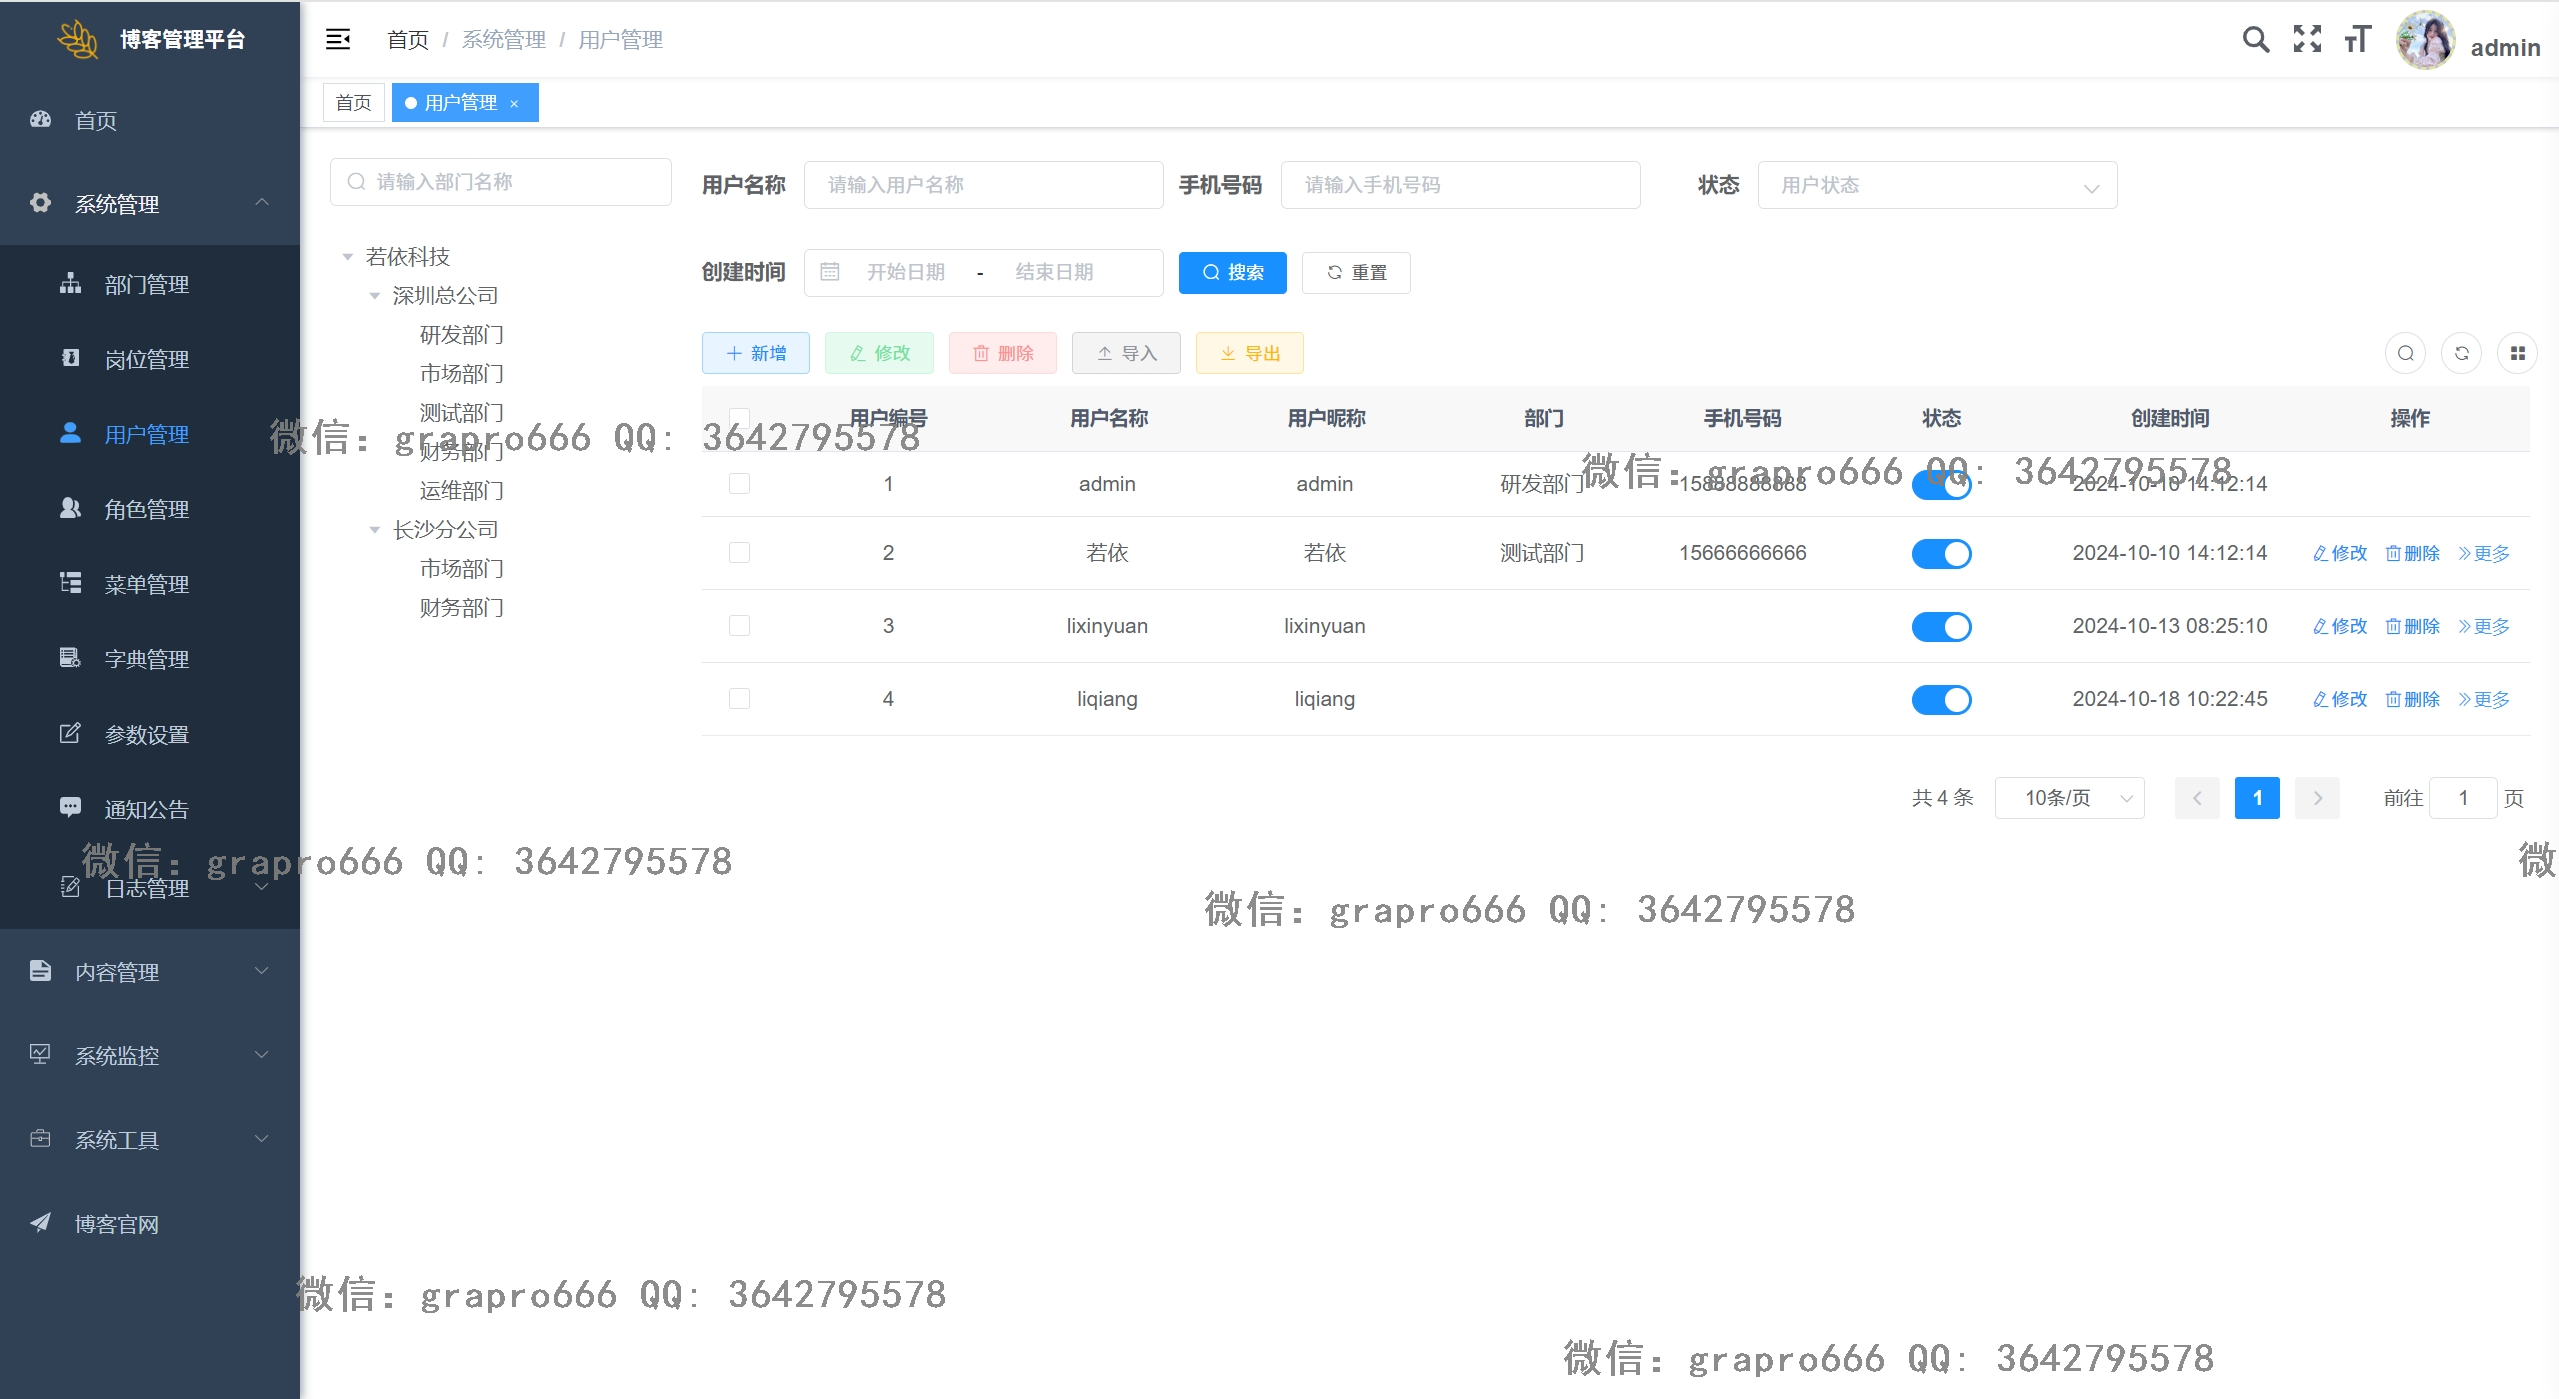 博客管理平台
首页 / 系统管理 / 用户管理
admin
首页
用户管理 ×
首页
系统管理
部门管理
岗位管理
用户管理
角色管理
菜单管理
字典管理
参数设置
通知公告
日志管理
内容管理
系统监控
系统工具
博客官网
请输入部门名称
若依科技
深圳总公司
研发部门
市场部门
测试部门
财务部门
运维部门
长沙分公司
市场部门
财务部门
用户名称 请输入用户名称 手机号码 请输入手机号码 状态 用户状态
创建时间 开始日期 - 结束日期 搜索 重置
新增 修改 删除 导入 导出
用户编号 用户名称 用户昵称 部门 手机号码 状态 创建时间 操作
1 admin admin 研发部门 15888888888 2024-10-10 14:12:14
2 若依 若依 测试部门 15666666666 2024-10-10 14:12:14 修改 删除 更多
3 lixinyuan lixinyuan 2024-10-13 08:25:10 修改 删除 更多
4 liqiang liqiang 2024-10-18 10:22:45 修改 删除 更多
共 4 条 10条/页 1 前往 1 页
微信: grapro666 QQ: 3642795578
微信: grapro666 QQ: 3642795578
微信: grapro666 QQ: 3642795578
微
微信: grapro666 QQ: 3642795578
微信: grapro666 QQ: 3642795578
微信: grapro666 QQ: 3642795578